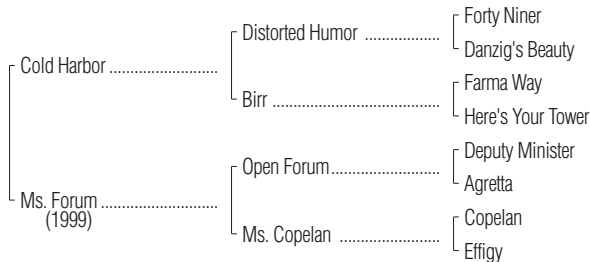 Forty Niner
Distorted Humor ..................
Danzig's Beauty
Cold Harbor ..........................
Farma Way
Birr ........................................
Here's Your Tower
Deputy Minister
Open Forum..........................
Agretta
Ms. Forum ............................
(1999)
Copelan
Ms. Copelan ........................
Effigy